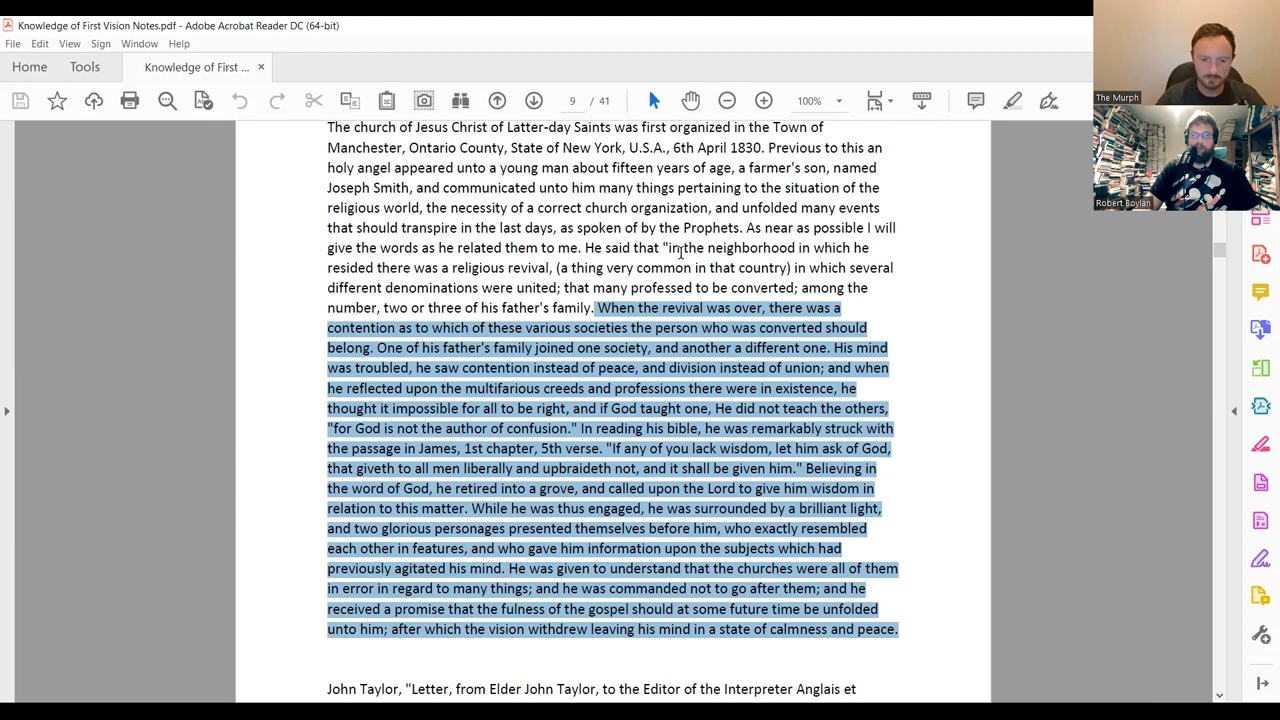 Knowledge of First Vision Notes.pdf - Adobe Acrobat Reader DC (64-bit)
File Edit View Sign Window Help
Home Tools Knowledge of First ... ×
9 / 41 100%
The Murph
Robert Boylan
The church of Jesus Christ of Latter-day Saints was first organized in the Town of
Manchester, Ontario County, State of New York, U.S.A., 6th April 1830. Previous to this an
holy angel appeared unto a young man about fifteen years of age, a farmer's son, named
Joseph Smith, and communicated unto him many things pertaining to the situation of the
religious world, the necessity of a correct church organization, and unfolded many events
that should transpire in the last days, as spoken of by the Prophets. As near as possible I will
give the words as he related them to me. He said that "in the neighborhood in which he
resided there was a religious revival, (a thing very common in that country) in which several
different denominations were united; that many professed to be converted; among the
number, two or three of his father's family. When the revival was over, there was a
contention as to which of these various societies the person who was converted should
belong. One of his father's family joined one society, and another a different one. His mind
was troubled, he saw contention instead of peace, and division instead of union; and when
he reflected upon the multifarious creeds and professions there were in existence, he
thought it impossible for all to be right, and if God taught one, He did not teach the others,
"for God is not the author of confusion." In reading his bible, he was remarkably struck with
the passage in James, 1st chapter, 5th verse. "If any of you lack wisdom, let him ask of God,
that giveth to all men liberally and upbraideth not, and it shall be given him." Believing in
the word of God, he retired into a grove, and called upon the Lord to give him wisdom in
relation to this matter. While he was thus engaged, he was surrounded by a brilliant light,
and two glorious personages presented themselves before him, who exactly resembled
each other in features, and who gave him information upon the subjects which had
previously agitated his mind. He was given to understand that the churches were all of them
in error in regard to many things; and he was commanded not to go after them; and he
received a promise that the fulness of the gospel should at some future time be unfolded
unto him; after which the vision withdrew leaving his mind in a state of calmness and peace.
John Taylor, "Letter, from Elder John Taylor, to the Editor of the Interpreter Anglais et